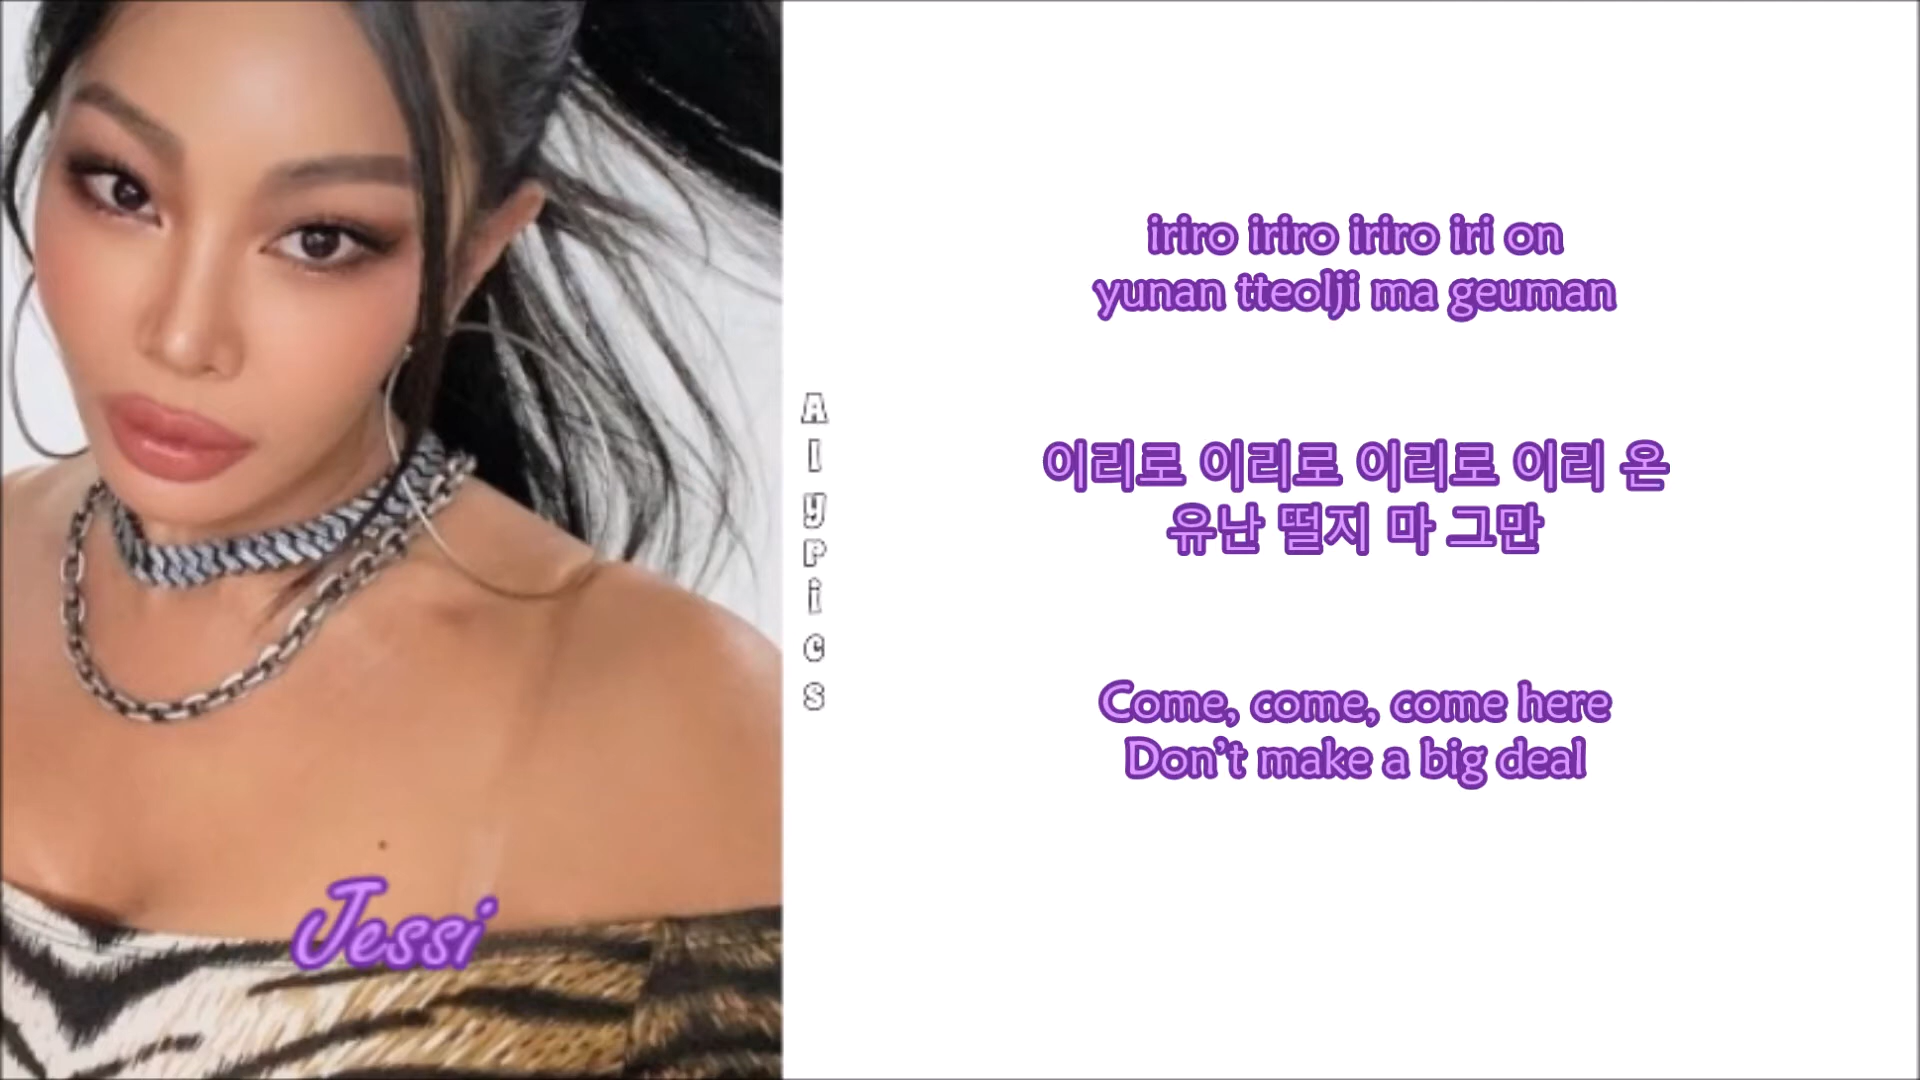 iriro iriro iriro iri on
yunan tteolji ma geuman
이리로 이리로 이리로 이리 온
유난 떨지 마 그만
Come, come, come here
Don't make a big deal
AlyPics
Jessi